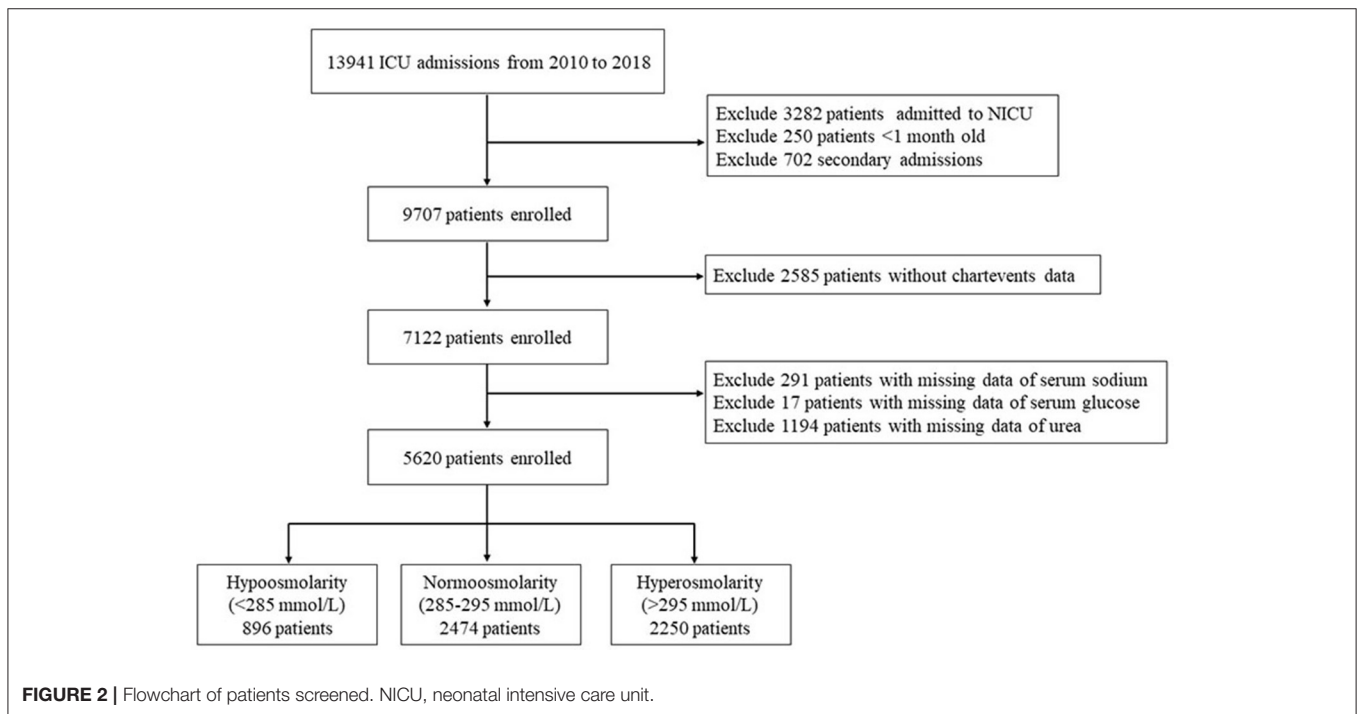 13941 ICU admissions from 2010 to 2018
Exclude 3282 patients admitted to NICU
Exclude 250 patients <1 month old
Exclude 702 secondary admissions
9707 patients enrolled
Exclude 2585 patients without chartevents data
7122 patients enrolled
Exclude 291 patients with missing data of serum sodium
Exclude 17 patients with missing data of serum glucose
Exclude 1194 patients with missing data of urea
5620 patients enrolled
Hypoosmolarity
(<285 mmol/L)
896 patients
Normoosmolarity
(285-295 mmol/L)
2474 patients
Hyperosmolarity
(>295 mmol/L)
2250 patients
FIGURE 2 | Flowchart of patients screened. NICU, neonatal intensive care unit.